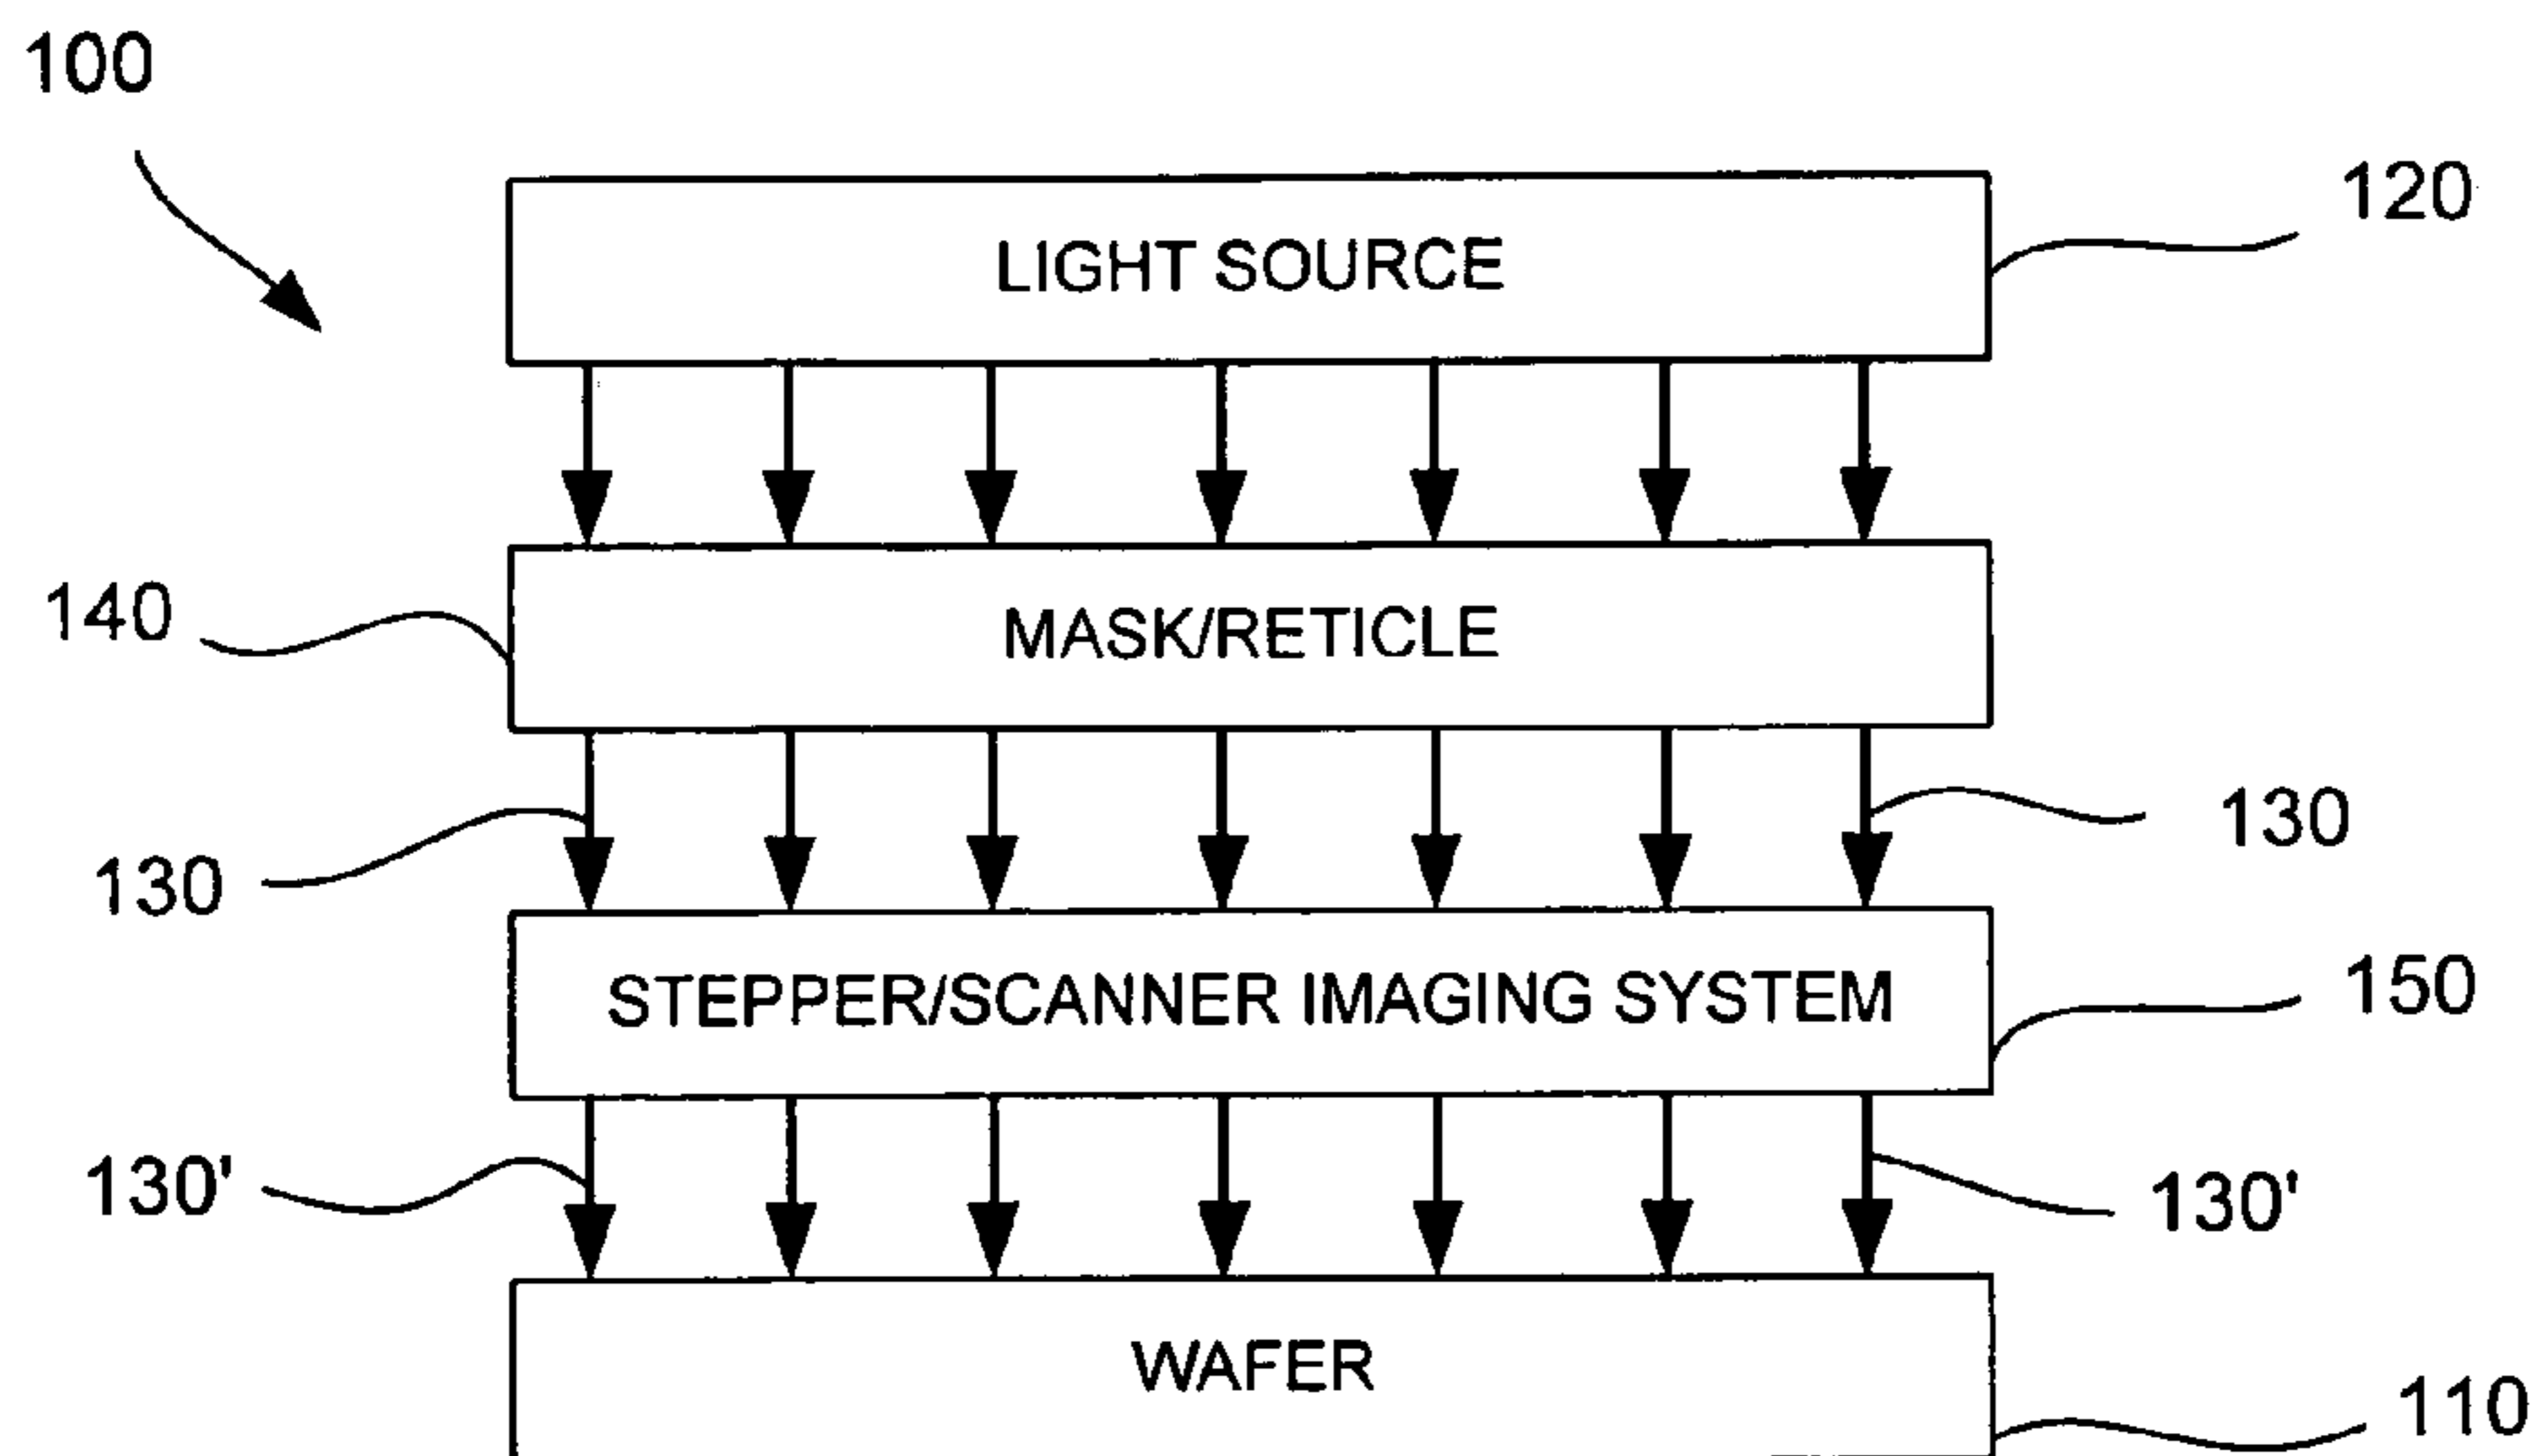 100
120
LIGHT SOURCE
140
MASK/RETICLE
130
130
150
STEPPER/SCANNER IMAGING SYSTEM
130'
130'
WAFER
110